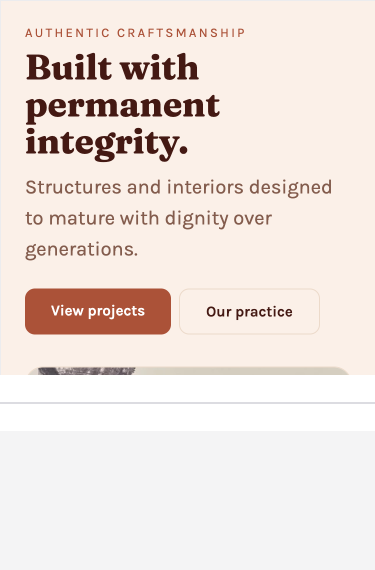 AUTHENTIC CRAFTSMANSHIP
Built with
permanent
integrity.
Structures and interiors designed
to mature with dignity over
generations.
View projects
Our practice